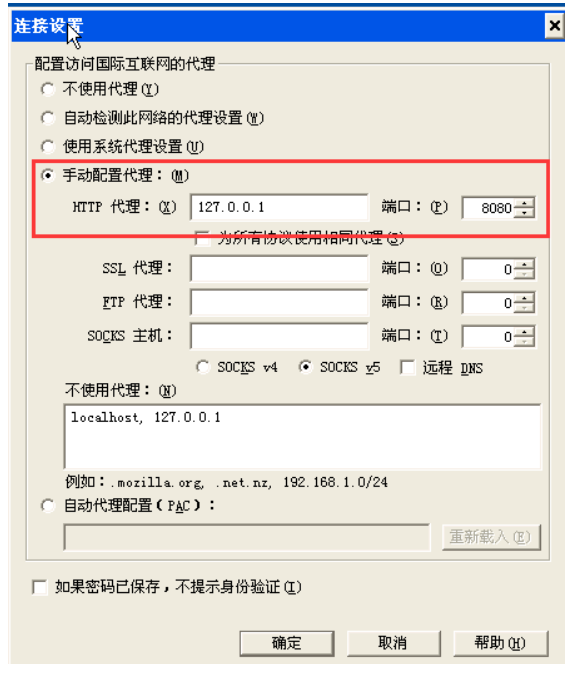 连接设置
配置访问国际互联网的代理
不使用代理(Y)
自动检测此网络的代理设置(W)
使用系统代理设置(U)
手动配置代理：(M)
HTTP 代理：(X) 127.0.0.1 端口：(P) 8080
为所有协议使用相同代理(S)
SSL 代理： 端口：(O) 0
FTP 代理： 端口：(R) 0
SOCKS 主机： 端口：(T) 0
SOCKS v4 SOCKS v5 远程 DNS
不使用代理：(N)
localhost, 127.0.0.1
例如：.mozilla.org, .net.nz, 192.168.1.0/24
自动代理配置(PAC)：
重新载入(E)
如果密码已保存，不提示身份验证(I)
确定 取消 帮助(H)